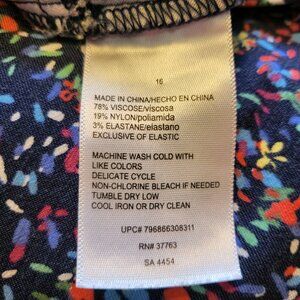 16
MADE IN CHINA/HECHO EN CHINA
78% VISCOSE/viscosa
19% NYLON/poliamida
3% ELASTANE/elastano
EXCLUSIVE OF ELASTIC
MACHINE WASH COLD WITH
LIKE COLORS
DELICATE CYCLE
NON-CHLORINE BLEACH IF NEEDED
TUMBLE DRY LOW
COOL IRON OR DRY CLEAN
UPC# 796866306311
RN# 37763
SA 4454